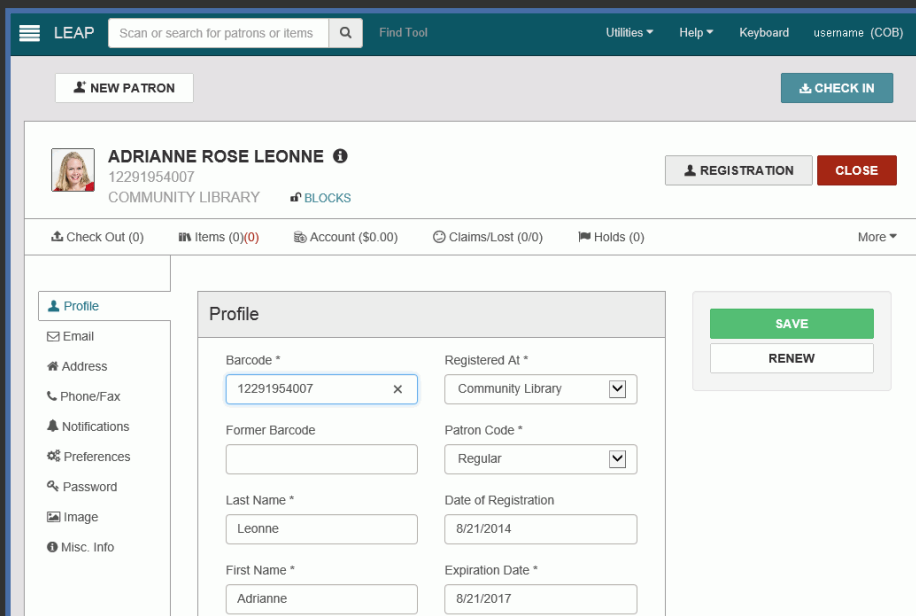 LEAP Scan or search for patrons or items Find Tool Utilities Help Keyboard username (COB)
NEW PATRON CHECK IN
ADRIANNE ROSE LEONNE
12291954007
COMMUNITY LIBRARY BLOCKS
REGISTRATION CLOSE
Check Out (0) Items (0)(0) Account ($0.00) Claims/Lost (0/0) Holds (0) More
Profile
Email
Address
Phone/Fax
Notifications
Preferences
Password
Image
Misc. Info
Profile
Barcode * Registered At *
12291954007 Community Library
Former Barcode Patron Code *
Regular
Last Name * Date of Registration
Leonne 8/21/2014
First Name * Expiration Date *
Adrianne 8/21/2017
SAVE
RENEW